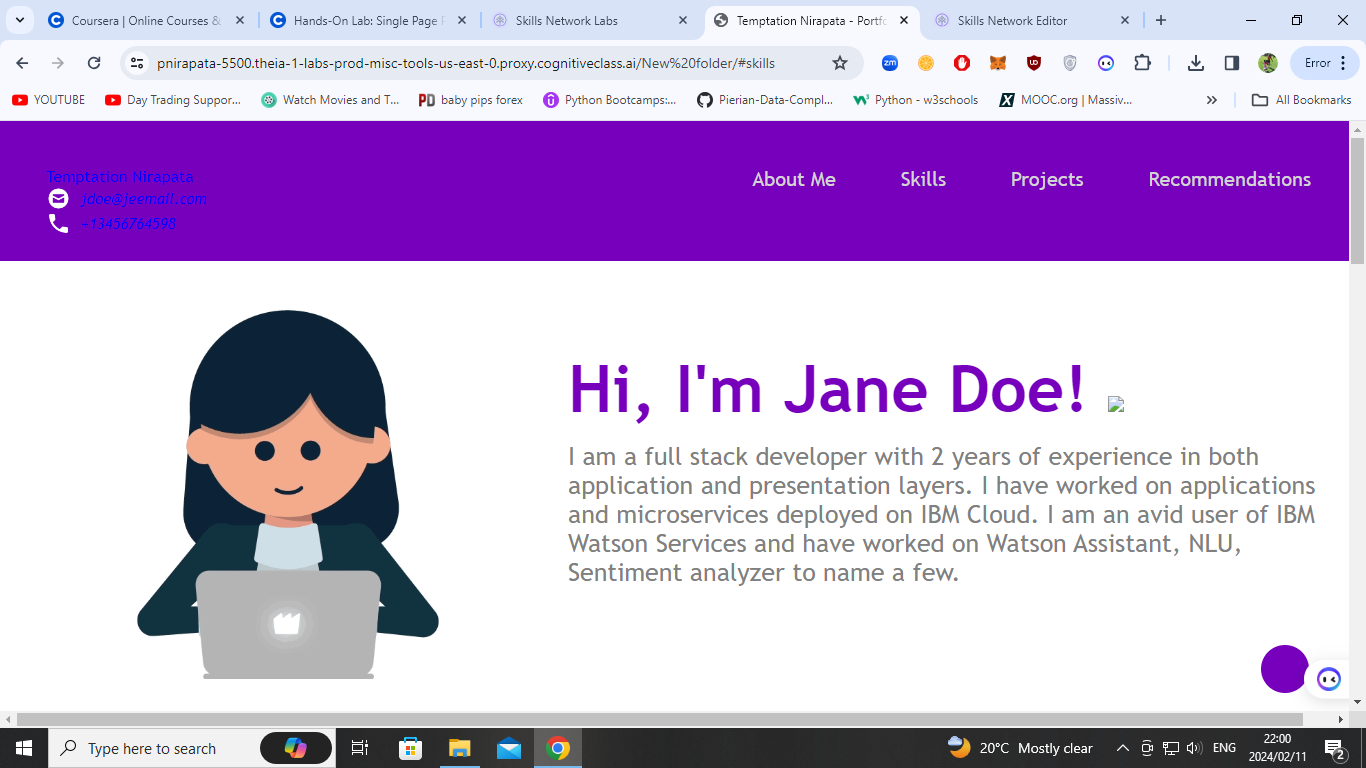 Coursera | Online Courses &
Hands-On Lab: Single Page P
Skills Network Labs
Temptation Nirapata - Portfo
Skills Network Editor
pnirapata-5500.theia-1-labs-prod-misc-tools-us-east-0.proxy.cognitiveclass.ai/New%20folder/#skills
zm
UD
Error
YOUTUBE
Day Trading Suppor...
Watch Movies and T...
PD baby pips forex
Python Bootcamps:...
Pierian-Data-Compl...
Python - w3schools
MOOC.org | Massiv...
All Bookmarks
Temptation Nirapata
jdoe@jeemail.com
+13456764598
About Me
Skills
Projects
Recommendations
Hi, I'm Jane Doe!
I am a full stack developer with 2 years of experience in both
application and presentation layers. I have worked on applications
and microservices deployed on IBM Cloud. I am an avid user of IBM
Watson Services and have worked on Watson Assistant, NLU,
Sentiment analyzer to name a few.
Type here to search
20°C Mostly clear
ENG
22:00
2024/02/11
2